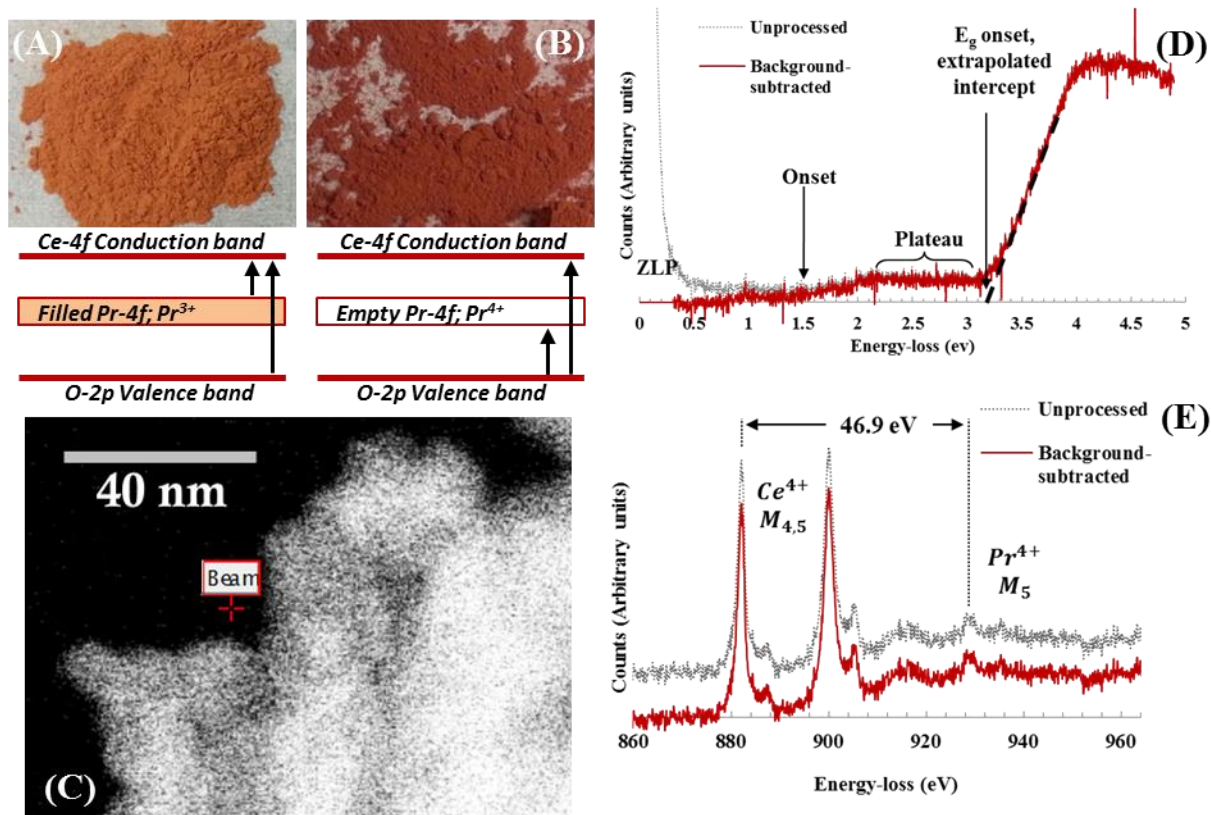 (A)
(B)
Ce-4f Conduction band
Filled Pr-4f; Pr3+
O-2p Valence band
Ce-4f Conduction band
Empty Pr-4f; Pr4+
O-2p Valence band
40 nm
Beam
(C)
(D)
Unprocessed
Background-
subtracted
Eg onset,
extrapolated
intercept
Onset
Plateau
ZLP
Counts (Arbitrary units)
0 0.5 1 1.5 2 2.5 3 3.5 4 4.5 5
Energy-loss (ev)
(E)
Unprocessed
Background-
subtracted
46.9 eV
Ce4+
M4,5
Pr4+
M5
Counts (Arbitrary units)
860 880 900 920 940 960
Energy-loss (eV)